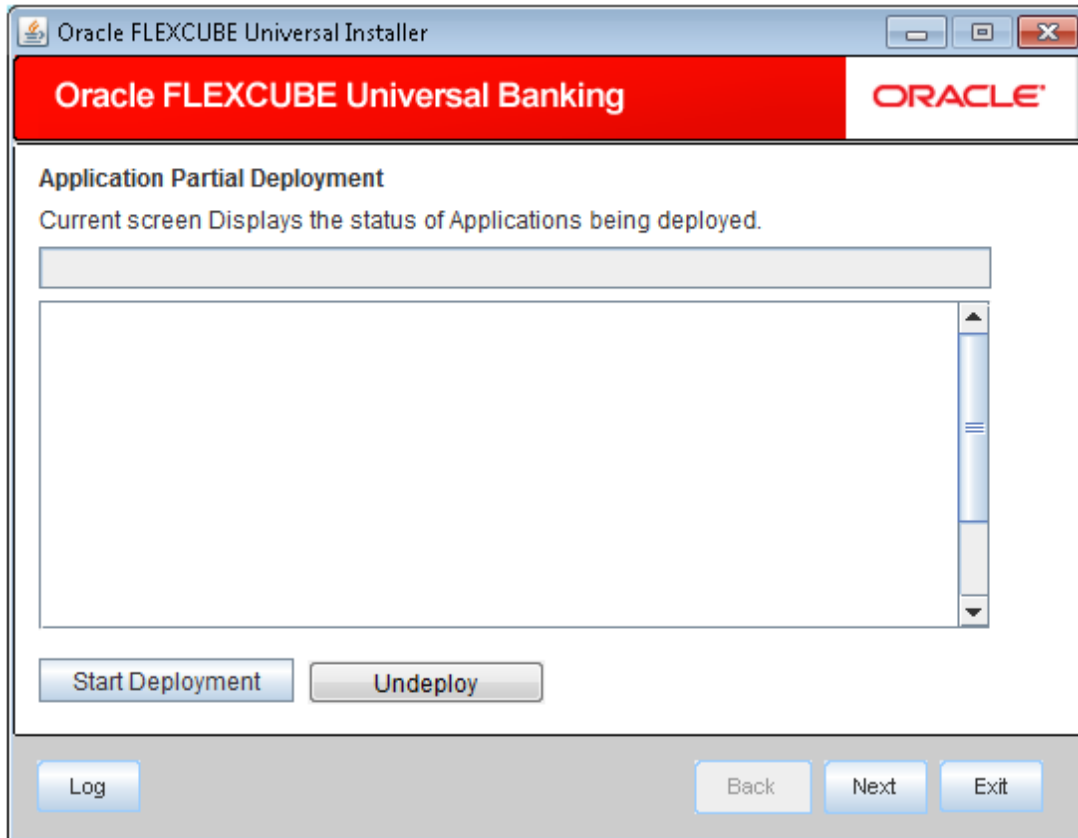 Oracle FLEXCUBE Universal Installer
Oracle FLEXCUBE Universal Banking
ORACLE
Application Partial Deployment
Current screen Displays the status of Applications being deployed.
Start Deployment Undeploy
Log Back Next Exit